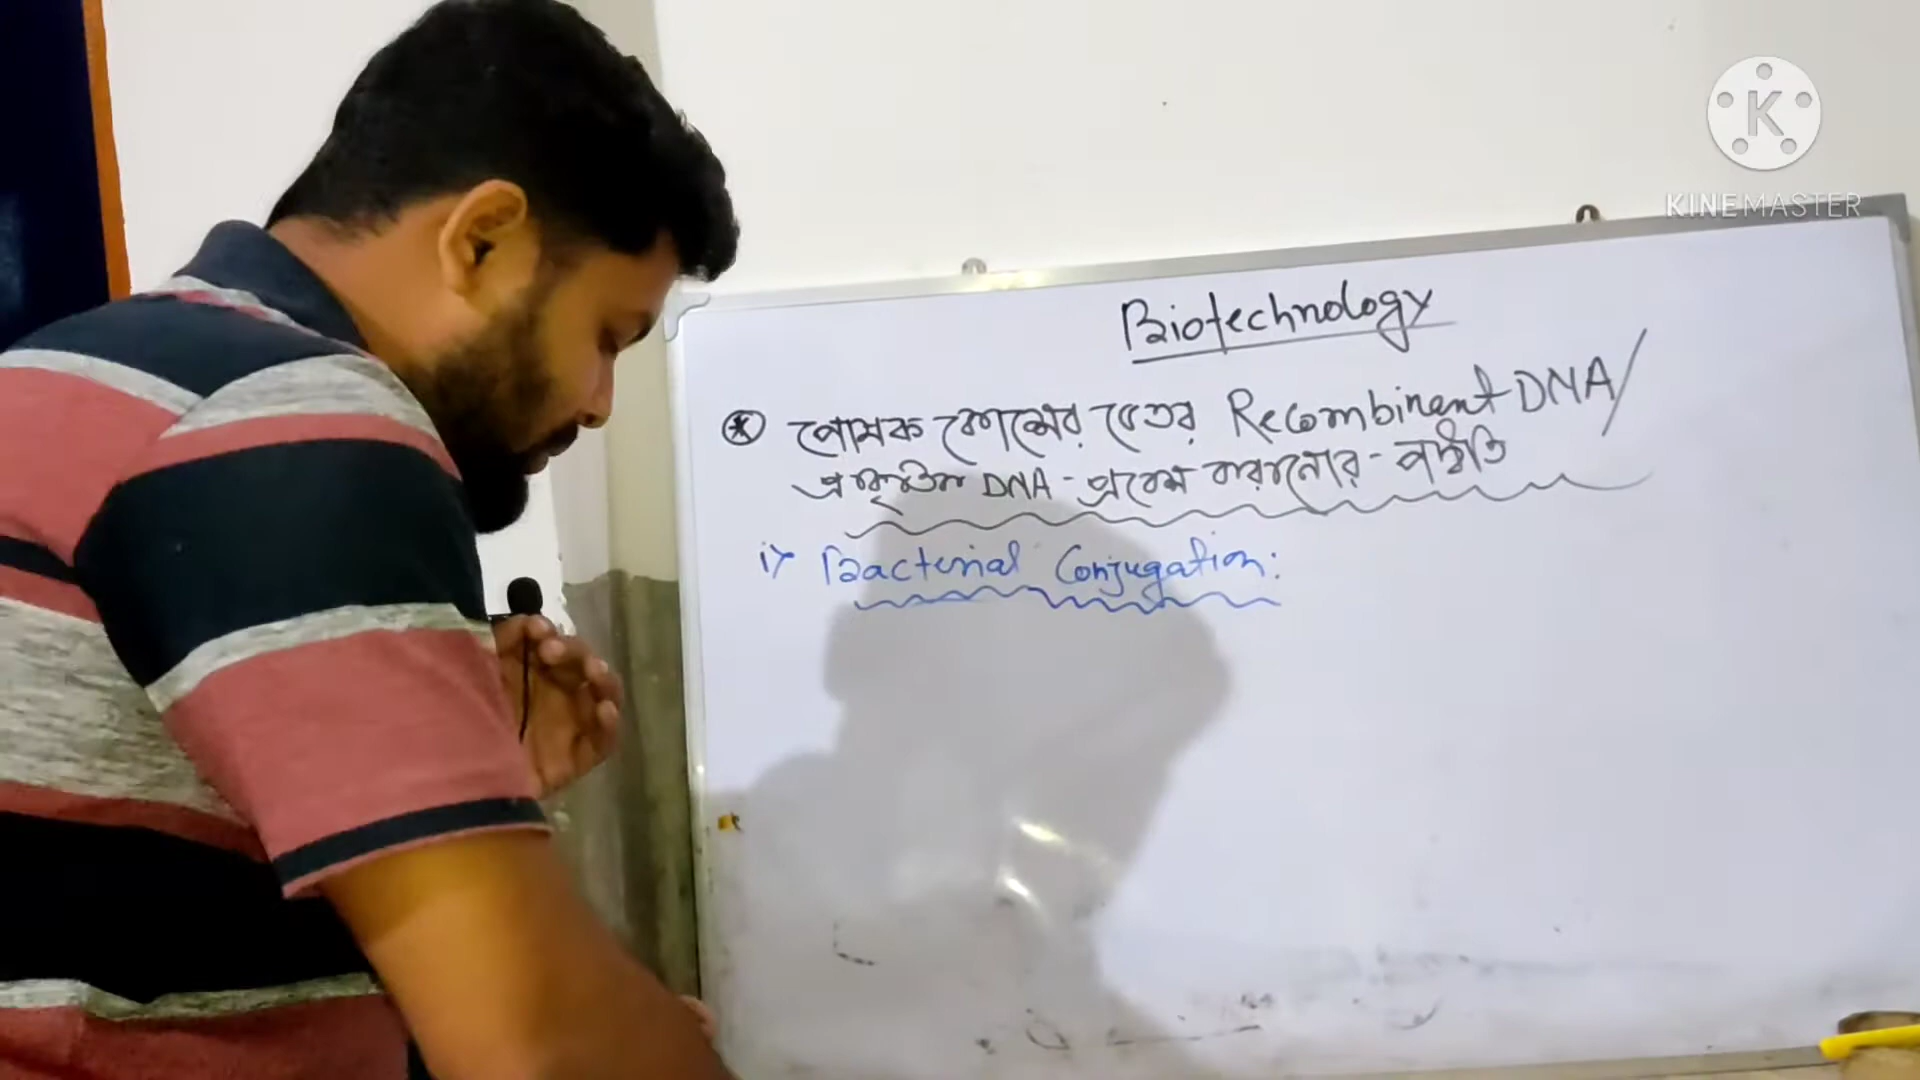 KINEMASTER
Biotechnology
পোষক কোষের ভেতর Recombinant DNA/
প্রকৃতির DNA - প্রবেশ করানোর - পদ্ধতি
i> Bacterial Conjugation: